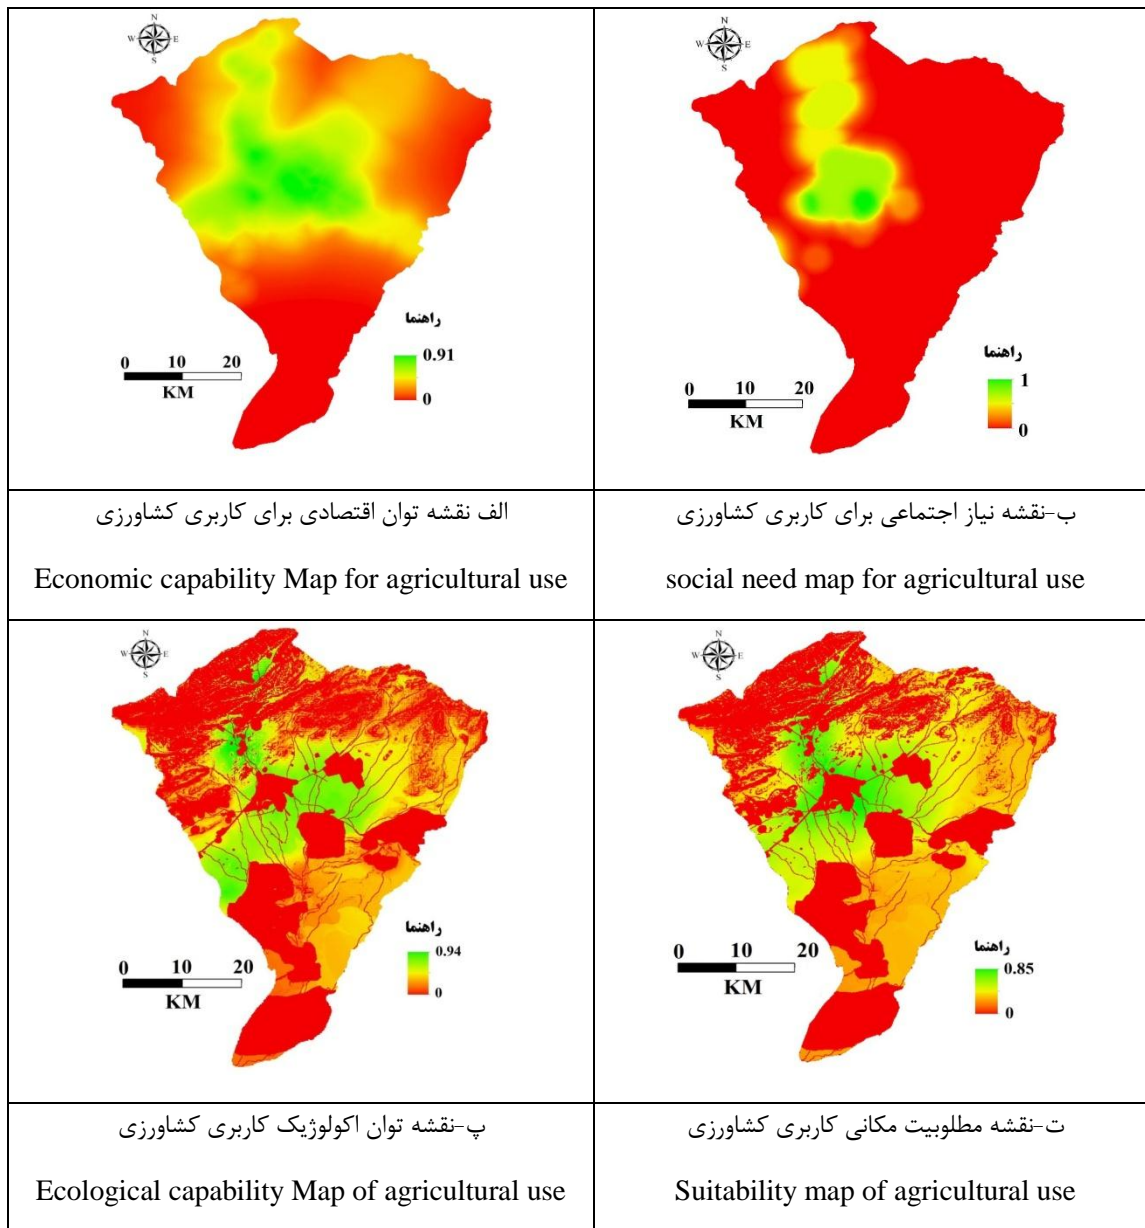 N
W E
S
راهنما
0.91
0
0 10 20
KM
N
W E
S
راهنما
1
0
0 10 20
KM
الف نقشه توان اقتصادی برای کاربری کشاورزی
Economic capability Map for agricultural use
ب-نقشه نیاز اجتماعی برای کاربری کشاورزی
social need map for agricultural use
N
W E
S
راهنما
0.94
0
0 10 20
KM
N
W E
S
راهنما
0.85
0
0 10 20
KM
پ-نقشه توان اکولوژیک کاربری کشاورزی
Ecological capability Map of agricultural use
ت-نقشه مطلوبیت مکانی کاربری کشاورزی
Suitability map of agricultural use